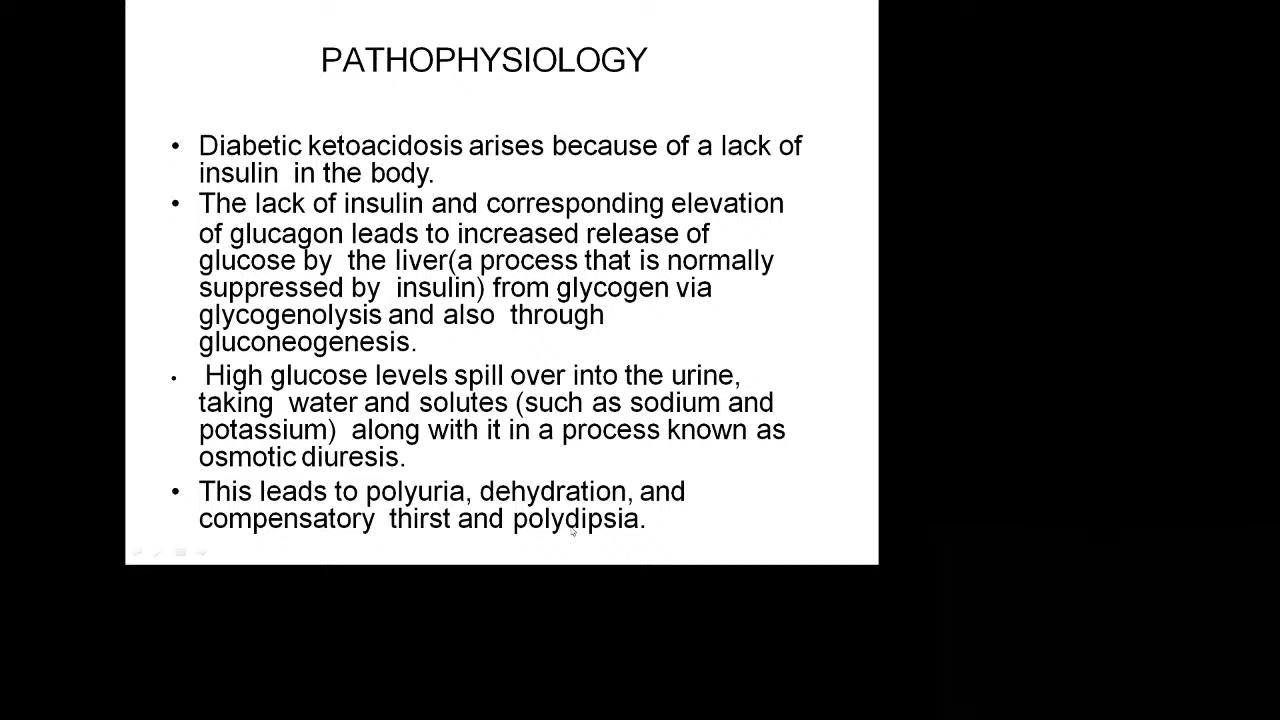 PATHOPHYSIOLOGY
• Diabetic ketoacidosis arises because of a lack of
insulin in the body.
• The lack of insulin and corresponding elevation
of glucagon leads to increased release of
glucose by the liver(a process that is normally
suppressed by insulin) from glycogen via
glycogenolysis and also through
gluconeogenesis.
• High glucose levels spill over into the urine,
taking water and solutes (such as sodium and
potassium) along with it in a process known as
osmotic diuresis.
• This leads to polyuria, dehydration, and
compensatory thirst and polydipsia.